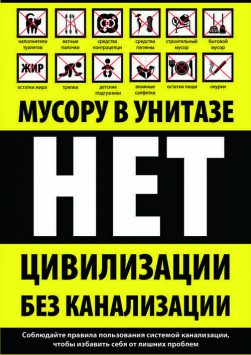 наполнители туалетов
ватные палочки
средства контрацепции
средства гигиены
строительный мусор
бытовой мусор
ЖИР
остатки жира
тряпки
детские подгузники
влажные салфетки
остатки пищи
окурки
МУСОРУ В УНИТАЗЕ
НЕТ
ЦИВИЛИЗАЦИИ
БЕЗ КАНАЛИЗАЦИИ
Соблюдайте правила пользования системой канализации,
чтобы избавить себя от лишних проблем